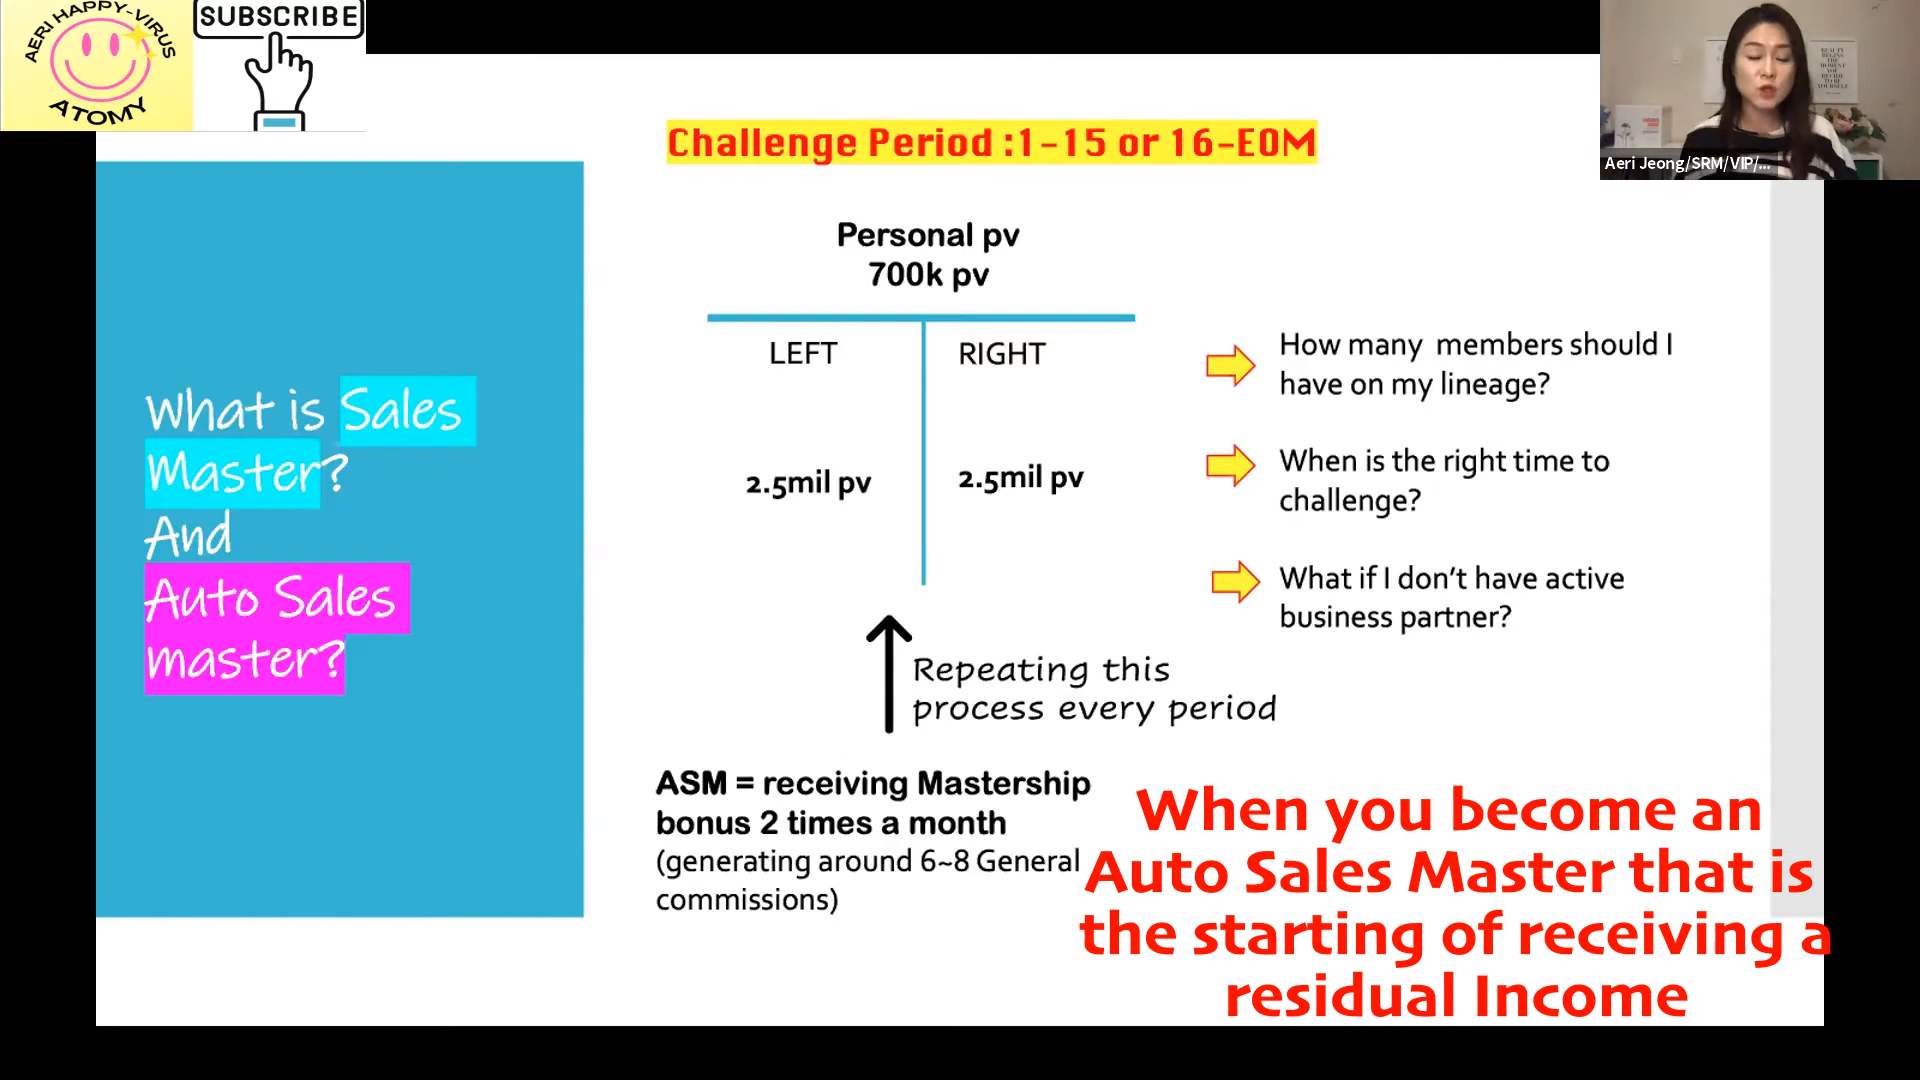 AERI HAPPY-VIRUS
ATOMY
SUBSCRIBE
Aeri Jeong/SRM/VIP/...
Challenge Period :1-15 or 16-EOM
What is Sales
Master?
And
Auto Sales
master?
Personal pv
700k pv
LEFT
RIGHT
2.5mil pv
2.5mil pv
How many members should I
have on my lineage?
When is the right time to
challenge?
What if I don't have active
business partner?
Repeating this
process every period
ASM = receiving Mastership
bonus 2 times a month
(generating around 6~8 General
commissions)
When you become an
Auto Sales Master that is
the starting of receiving a
residual Income